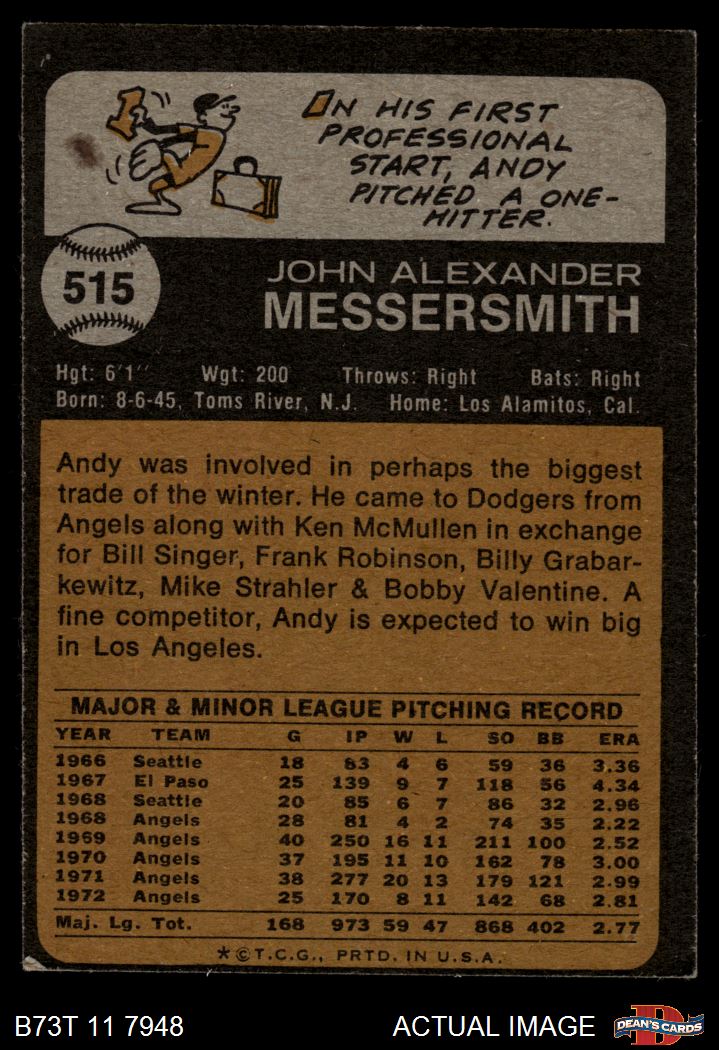 1
IN HIS FIRST
PROFESSIONAL
START, ANDY
PITCHED A ONE-
HITTER.
515
JOHN ALEXANDER
MESSERSMITH
Hgt: 6'1" Wgt: 200 Throws: Right Bats: Right
Born: 8-6-45, Toms River, N.J. Home: Los Alamitos, Cal.
Andy was involved in perhaps the biggest
trade of the winter. He came to Dodgers from
Angels along with Ken McMullen in exchange
for Bill Singer, Frank Robinson, Billy Grabar-
kewitz, Mike Strahler & Bobby Valentine. A
fine competitor, Andy is expected to win big
in Los Angeles.
MAJOR & MINOR LEAGUE PITCHING RECORD
YEAR TEAM G IP W L SO BB ERA
1966 Seattle 18 83 4 6 59 36 3.36
1967 El Paso 25 139 9 7 118 56 4.34
1968 Seattle 20 85 6 7 86 32 2.96
1968 Angels 28 81 4 2 74 35 2.22
1969 Angels 40 250 16 11 211 100 2.52
1970 Angels 37 195 11 10 162 78 3.00
1971 Angels 38 277 20 13 179 121 2.99
1972 Angels 25 170 8 11 142 68 2.81
Maj. Lg. Tot. 168 973 59 47 868 402 2.77
*©T.C.G., PRTD. IN U.S.A.
B73T 11 7948 ACTUAL IMAGE
D
DEAN'S CARDS